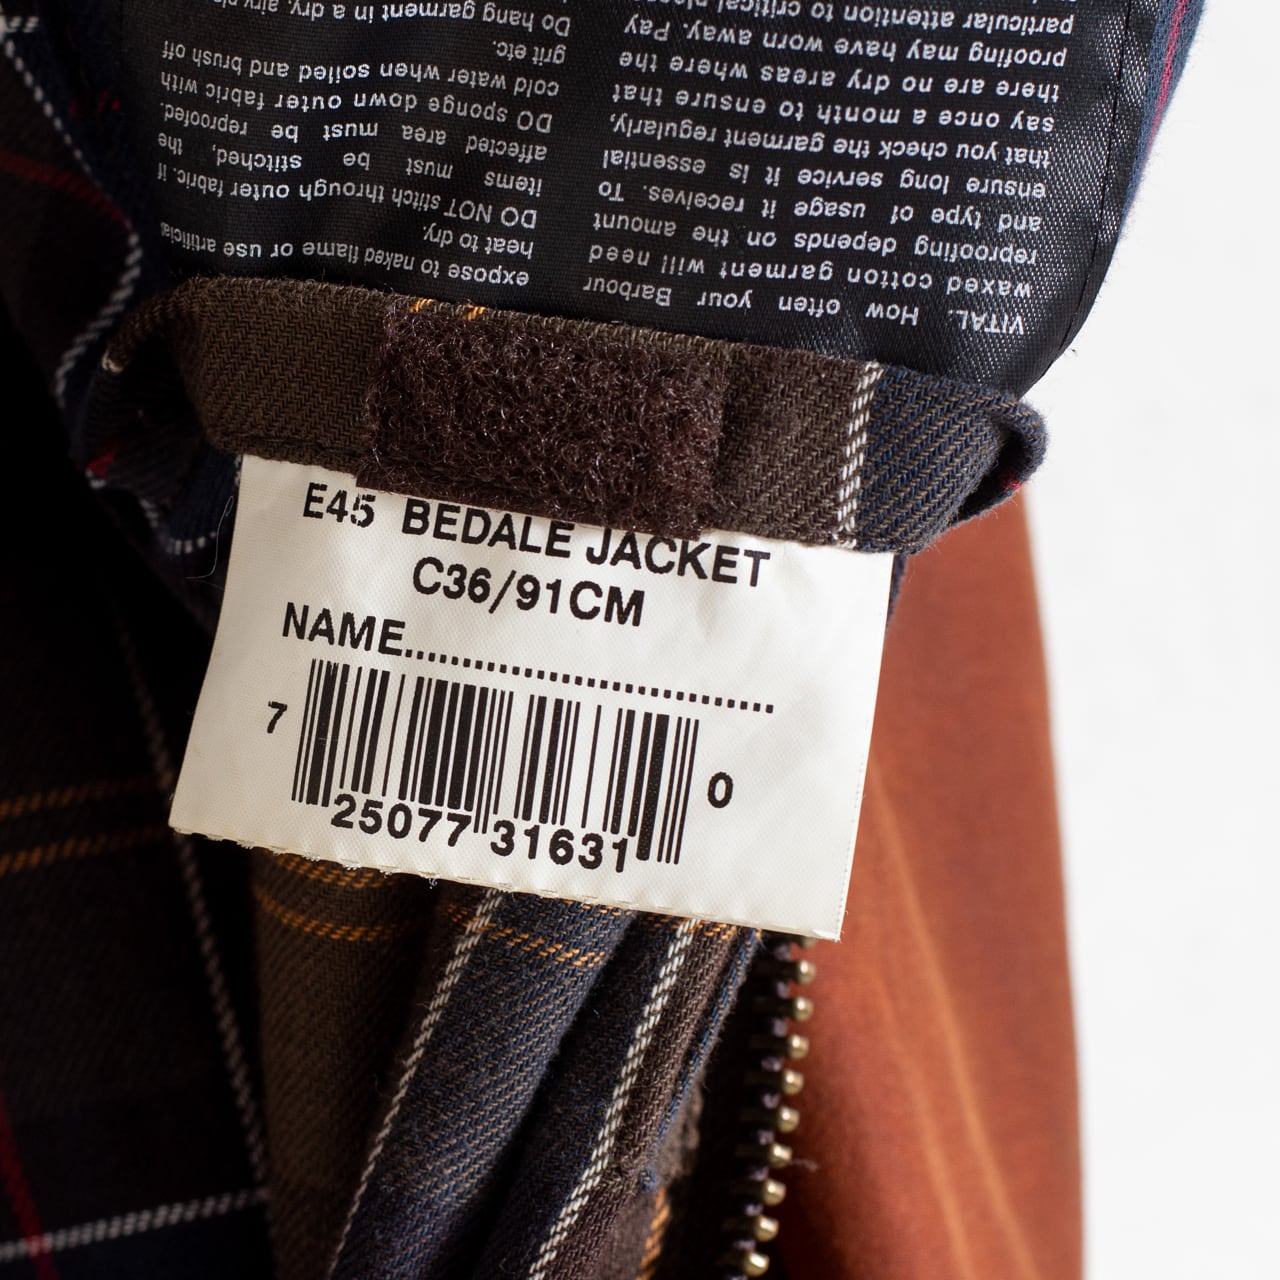 VITAL. How often your Barbour
waxed cotton garment will need
reproofing depends on the amount
and type of usage it receives. To
ensure long service it is essential
that you check the garment regularly,
say once a month to ensure that
there are no dry areas where the
proofing may have worn away. Pay
particular attention to critical
expose to naked flame or use artificial
heat to dry.
DO NOT stitch through outer fabric. If
items must be stitched, the
affected area must be reproofed.
DO sponge down outer fabric with
cold water when soiled and brush off
grit etc.
Do hang garment in a dry, airy
E45 BEDALE JACKET
C36/91CM
NAME....................................
7 25077 31631 0